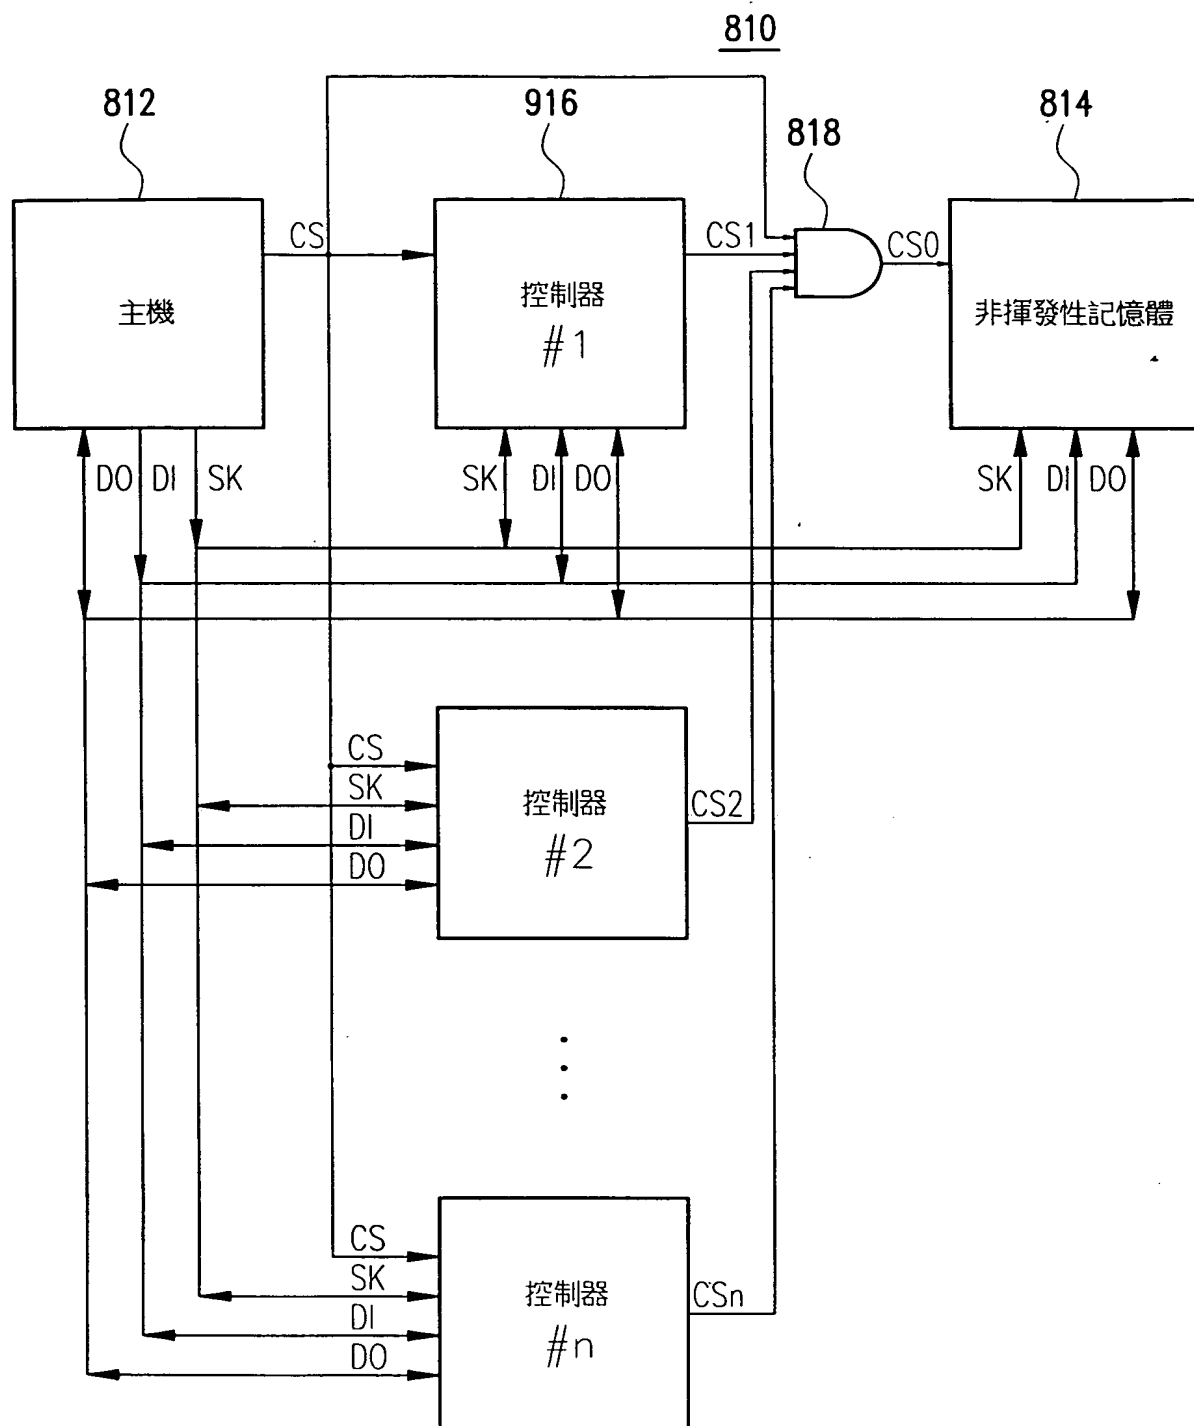 810
812
916
818
814
CS
CS1
CS0
主機
控制器
#1
非揮發性記憶體
DO DI SK
SK DI DO
SK DI DO
CS
SK
DI
DO
控制器
#2
CS2
CS
SK
DI
DO
控制器
#n
CSn